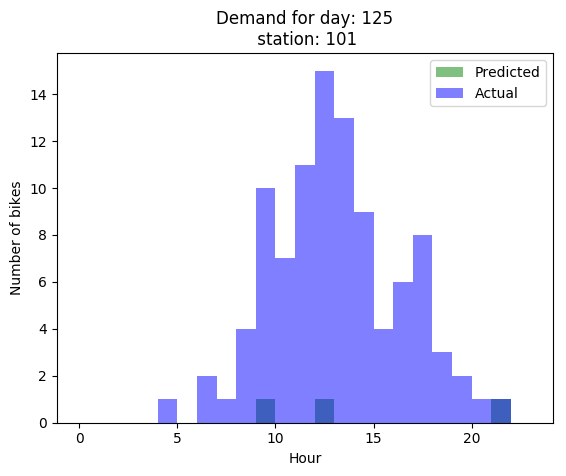 Demand for day: 125
station: 101
Predicted
Actual
14
12
10
8
6
4
2
0
Number of bikes
0 5 10 15 20
Hour